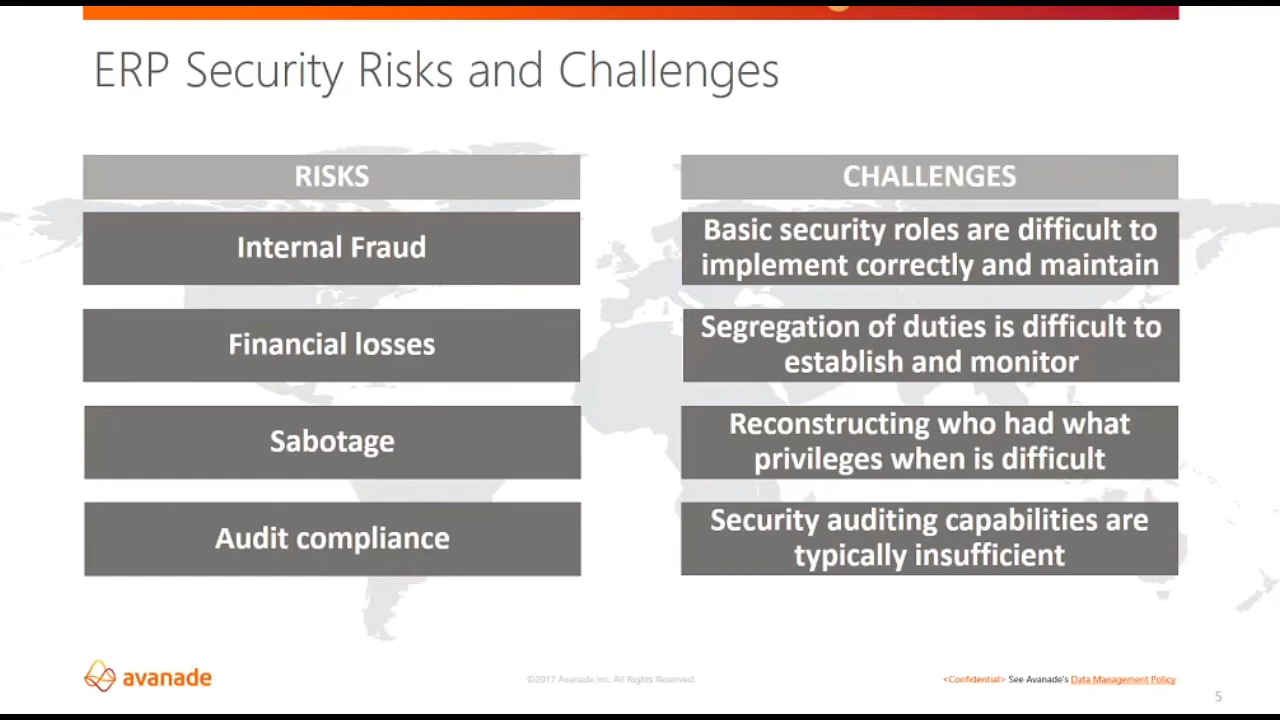 ERP Security Risks and Challenges
RISKS
Internal Fraud
Financial losses
Sabotage
Audit compliance
CHALLENGES
Basic security roles are difficult to
implement correctly and maintain
Segregation of duties is difficult to
establish and monitor
Reconstructing who had what
privileges when is difficult
Security auditing capabilities are
typically insufficient
avanade
©2017 Avanade Inc. All Rights Reserved.
<Confidential> See Avanade's Data Management Policy
5